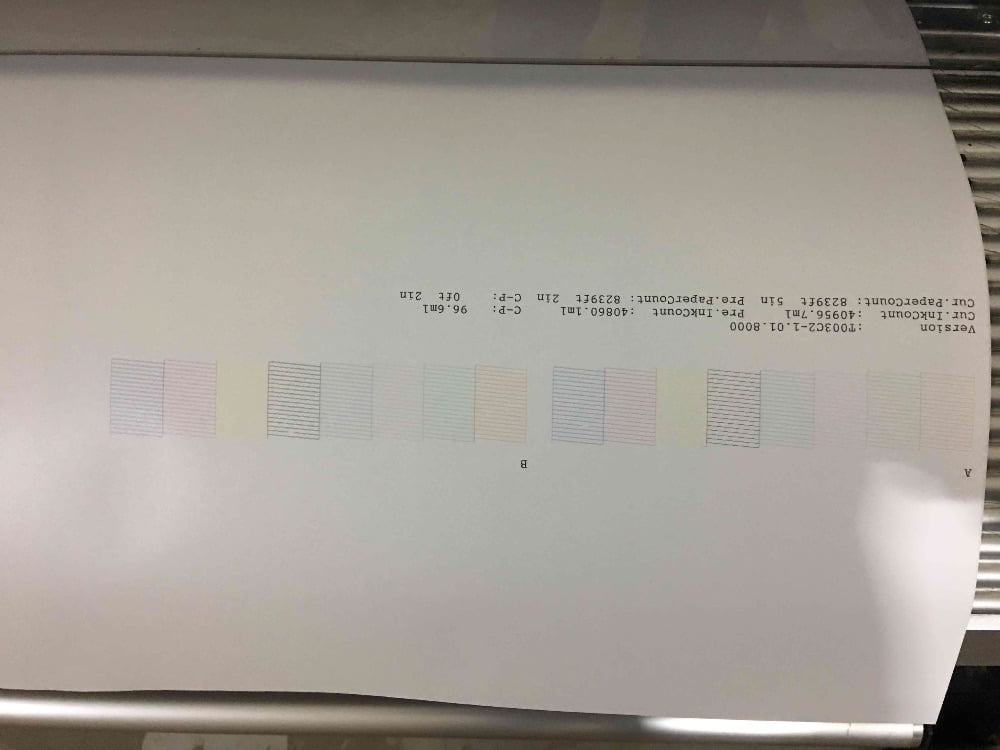 A
B
Version :T003C2-1.01.8000
Cur.InkCount :40956.7ml Pre.InkCount :40860.1ml C-P: 96.6ml
Cur.PaperCount: 8239ft 5in Pre.PaperCount: 8239ft 2in C-P: 0ft 2in